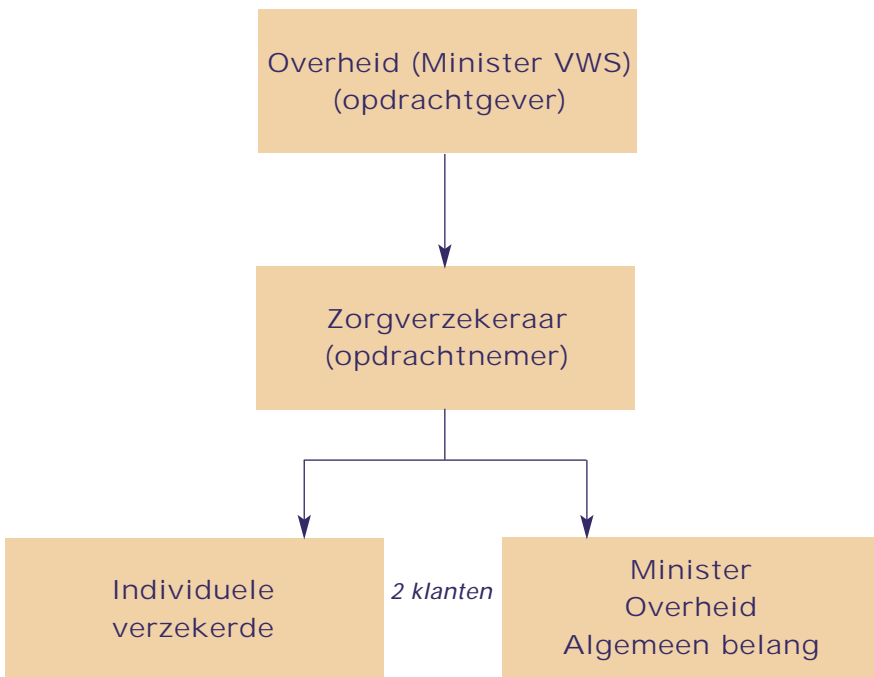 Overheid (Minister VWS)
(opdrachtgever)
Zorgverzekeraar
(opdrachtnemer)
Individuele
verzekerde
2 klanten
Minister
Overheid
Algemeen belang